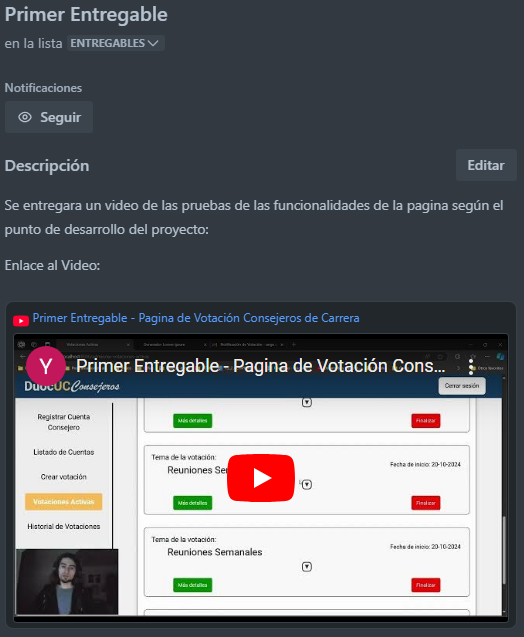 Primer Entregable
en la lista ENTREGABLES
Notificaciones
Seguir
Descripción
Editar
Se entregara un video de las pruebas de las funcionalidades de la pagina según el
punto de desarrollo del proyecto:
Enlace al Video:
Primer Entregable - Pagina de Votación Consejeros de Carrera
Y
Primer Entregable - Pagina de Votación Cons...
DuocUC Consejeros
Cerrar sesión
Registrar Cuenta
Consejero
Listado de Cuentas
Crear votación
Votaciones Activas
Historial de Votaciones
Más detalles
Finalizar
Tema de la votación:
Fecha de inicio: 20-10-2024
Reuniones
Más detalles
Finalizar
Tema de la votación:
Fecha de inicio: 20-10-2024
Reuniones Semanales
Más detalles
Finalizar